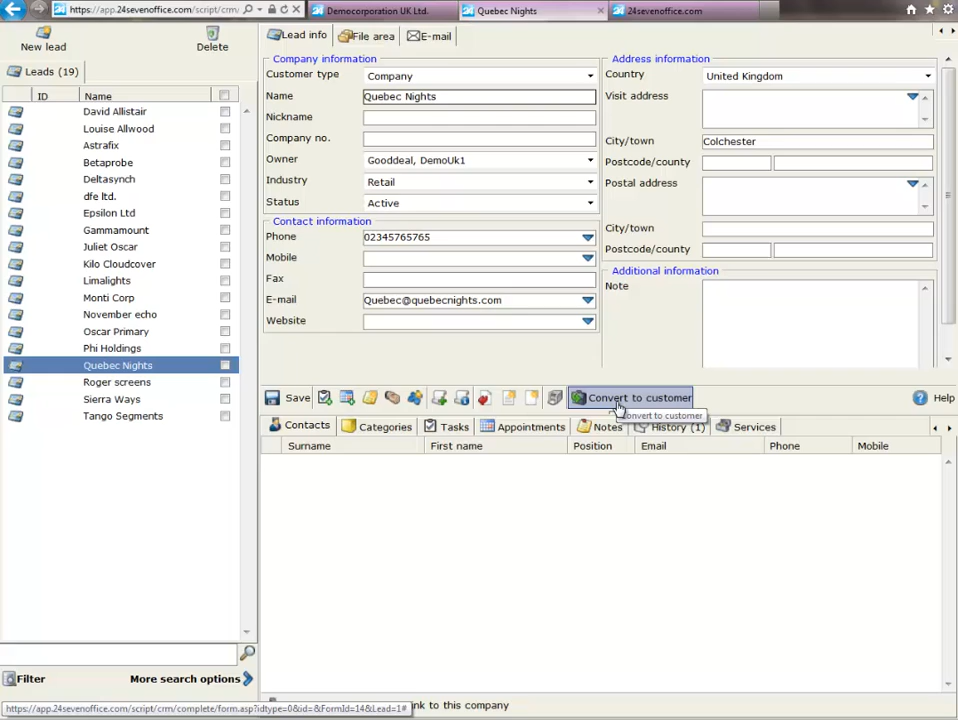 https://app.24sevenoffice.com/script/crm/
Democorporation UK Ltd.
Quebec Nights
24sevenoffice.com
New lead
Delete
Lead info
File area
E-mail
Leads (19)
ID
Name
David Allistair
Louise Allwood
Astrafix
Betaprobe
Deltasynch
dfe ltd.
Epsilon Ltd
Gammamount
Juliet Oscar
Kilo Cloudcover
Limalights
Monti Corp
November echo
Oscar Primary
Phi Holdings
Quebec Nights
Roger screens
Sierra Ways
Tango Segments
Filter
More search options
Company information
Customer type
Company
Name
Quebec Nights
Nickname
Company no.
Owner
Gooddeal, DemoUk1
Industry
Retail
Status
Active
Contact information
Phone
02345765765
Mobile
Fax
E-mail
Quebec@quebecnights.com
Website
Address information
Country
United Kingdom
Visit address
City/town
Colchester
Postcode/county
Postal address
City/town
Postcode/county
Additional information
Note
Save
Convert to customer
Help
Convert to customer
Contacts
Categories
Tasks
Appointments
Notes
History (1)
Services
Surname
First name
Position
Email
Phone
Mobile
https://app.24sevenoffice.com/script/crm/complete/form.asp?idtype=0&id=&FormId=14&Lead=1#
nk to this company